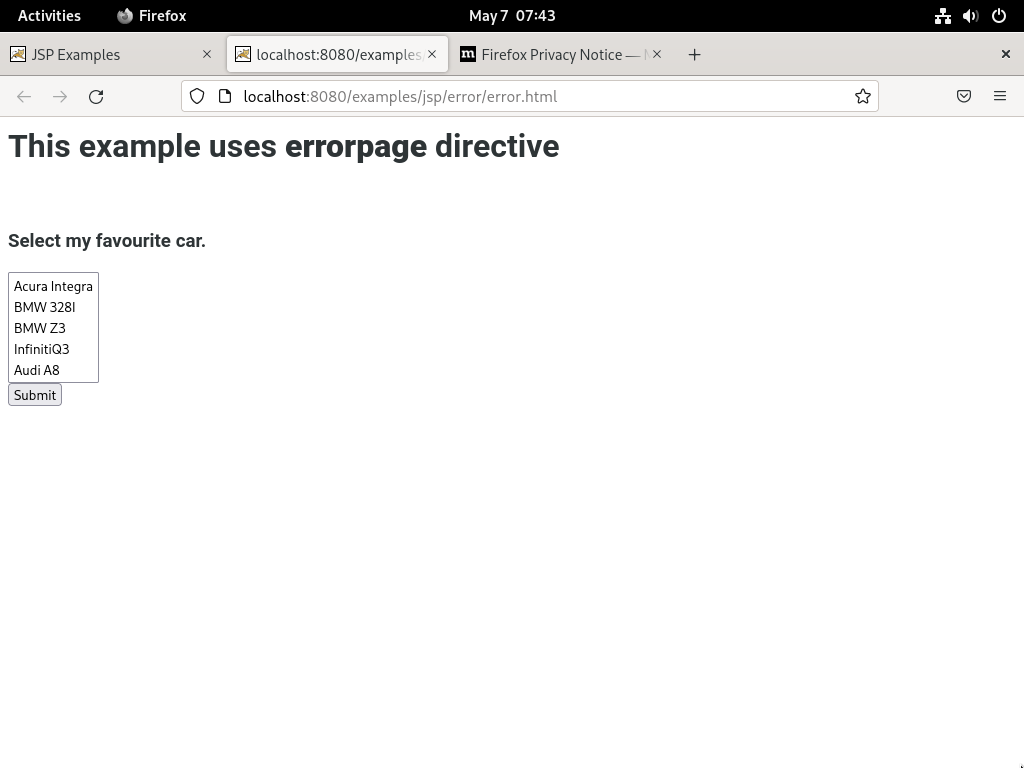 Activities
Firefox
May 7 07:43
JSP Examples
localhost:8080/examples
Firefox Privacy Notice —
localhost:8080/examples/jsp/error/error.html
This example uses errorpage directive
Select my favourite car.
Acura Integra
BMW 328I
BMW Z3
InfinitiQ3
Audi A8
Submit